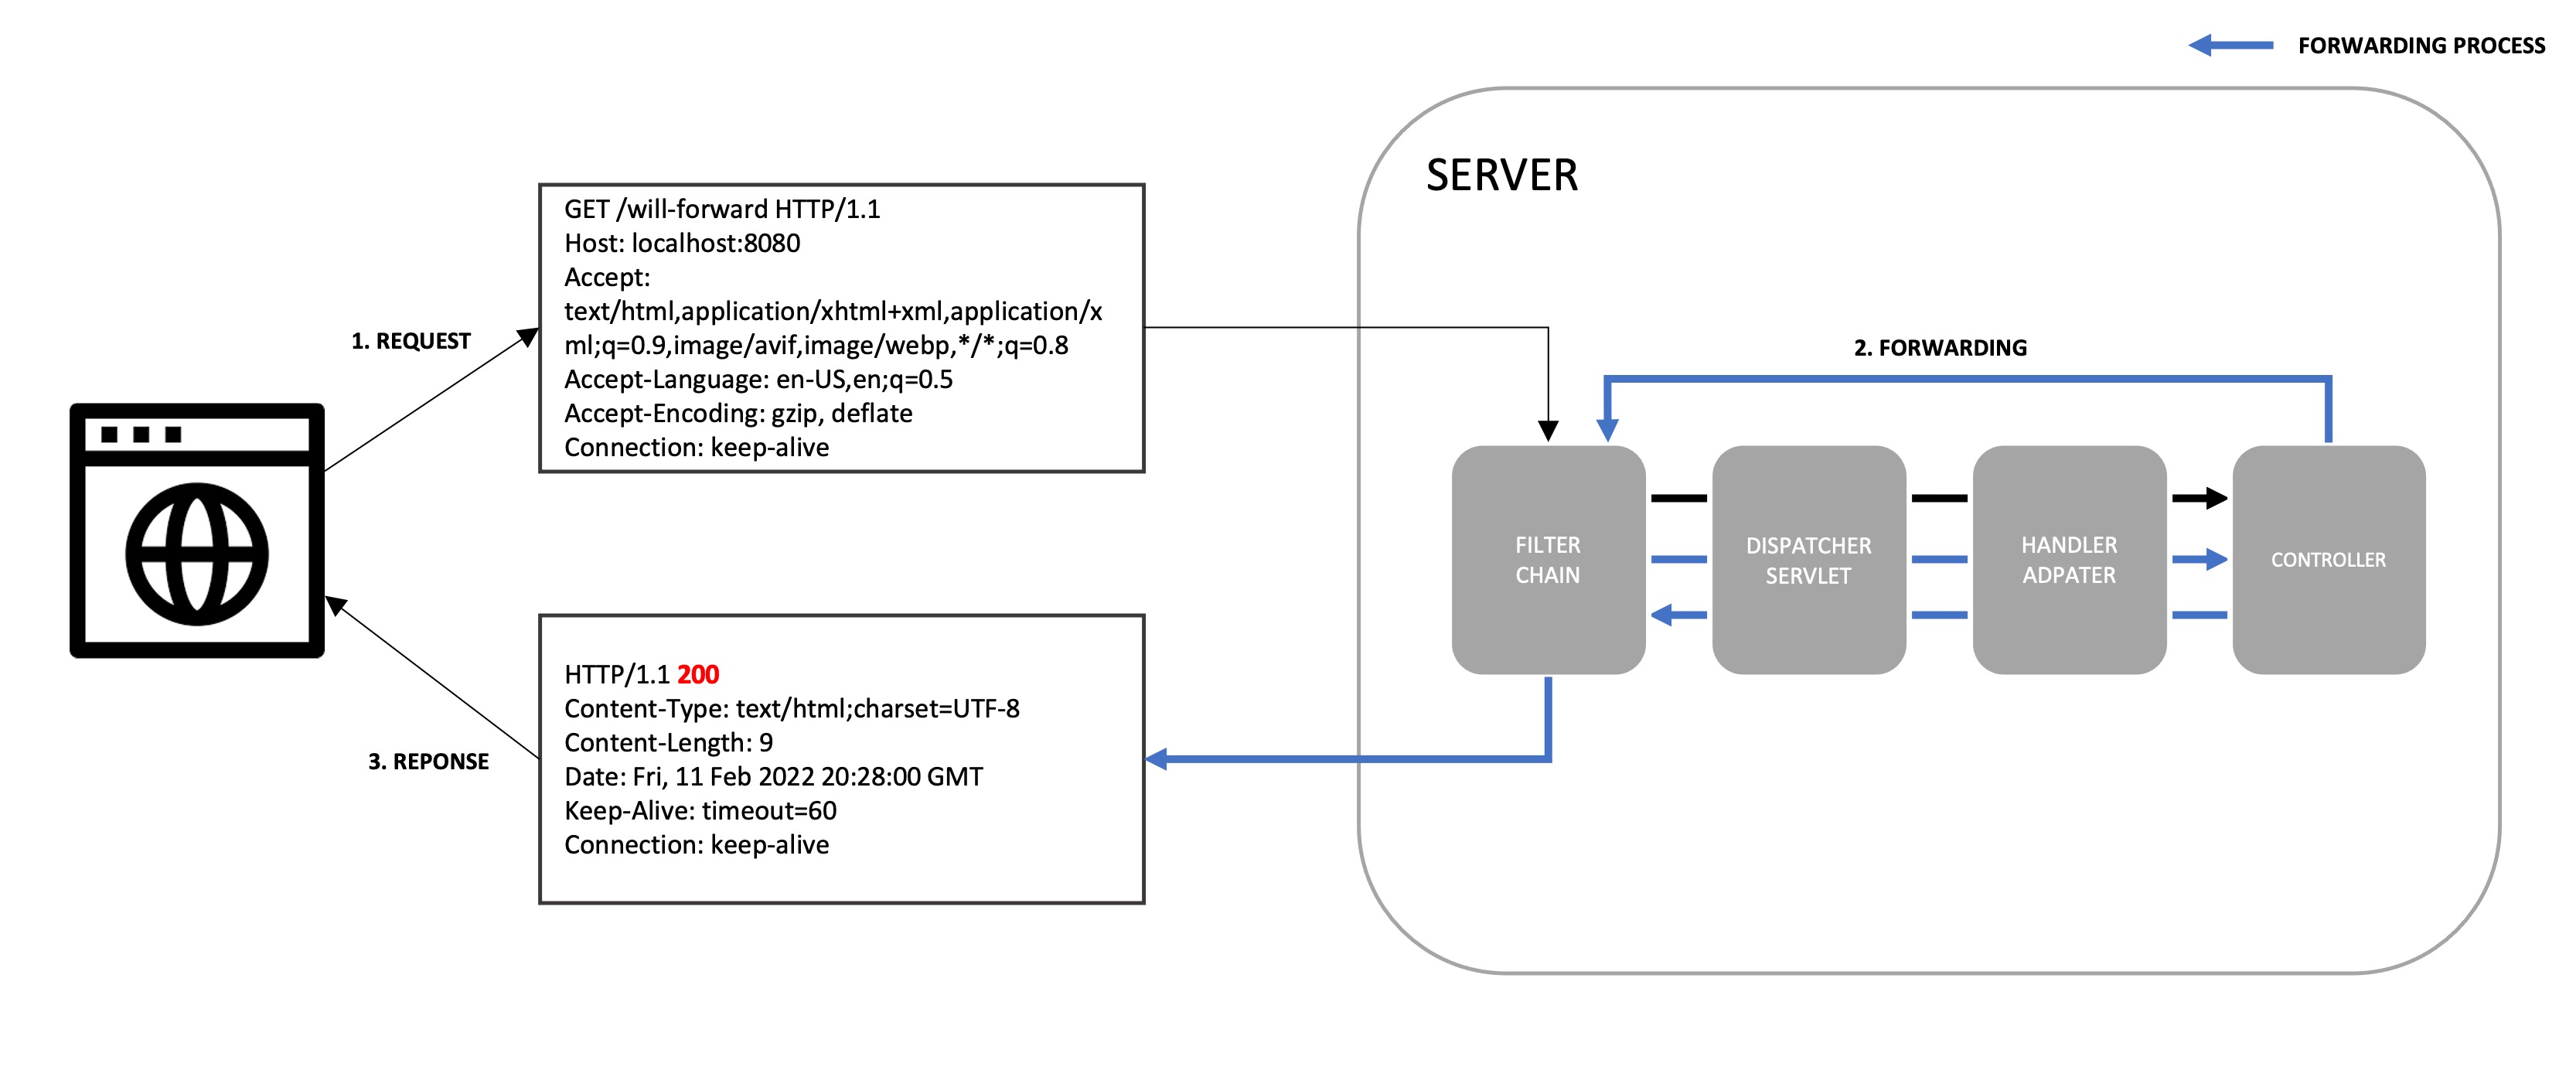 FORWARDING PROCESS
SERVER
GET /will-forward HTTP/1.1
Host: localhost:8080
Accept:
text/html,application/xhtml+xml,application/x
ml;q=0.9,image/avif,image/webp,*/*;q=0.8
Accept-Language: en-US,en;q=0.5
Accept-Encoding: gzip, deflate
Connection: keep-alive
1. REQUEST
2. FORWARDING
FILTER
CHAIN
DISPATCHER
SERVLET
HANDLER
ADPATER
CONTROLLER
HTTP/1.1 200
Content-Type: text/html;charset=UTF-8
Content-Length: 9
Date: Fri, 11 Feb 2022 20:28:00 GMT
Keep-Alive: timeout=60
Connection: keep-alive
3. REPONSE